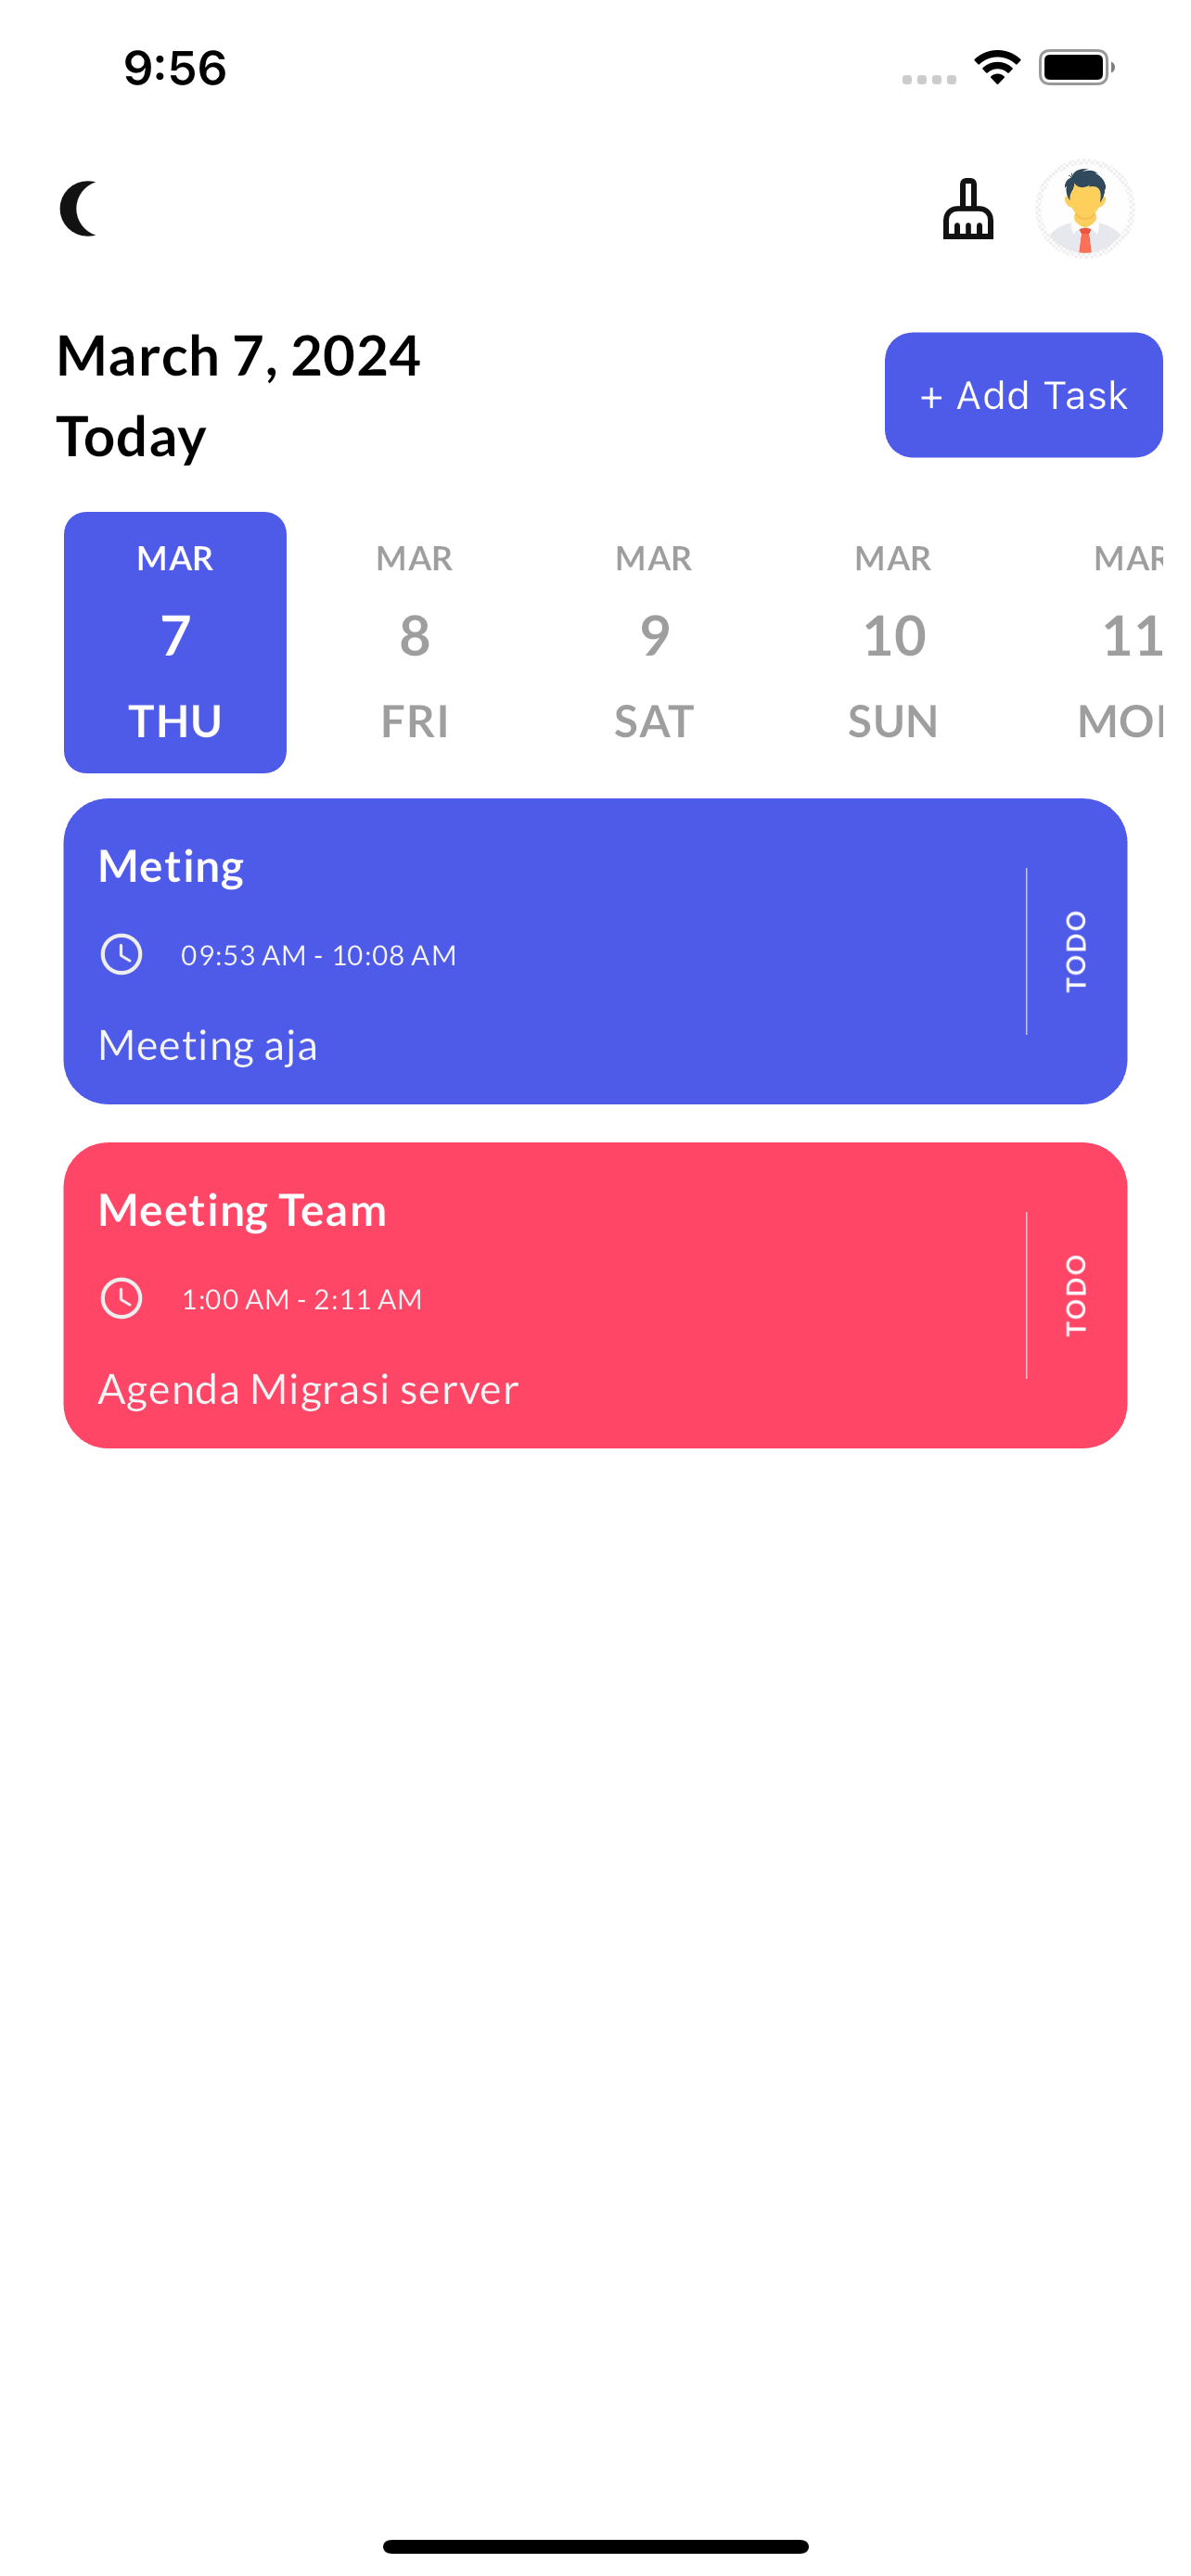 9:56
March 7, 2024
Today
+ Add Task
MAR MAR MAR MAR MAR
7 8 9 10 11
THU FRI SAT SUN MON
Meting
09:53 AM - 10:08 AM
Meeting aja
TODO
Meeting Team
1:00 AM - 2:11 AM
Agenda Migrasi server
TODO